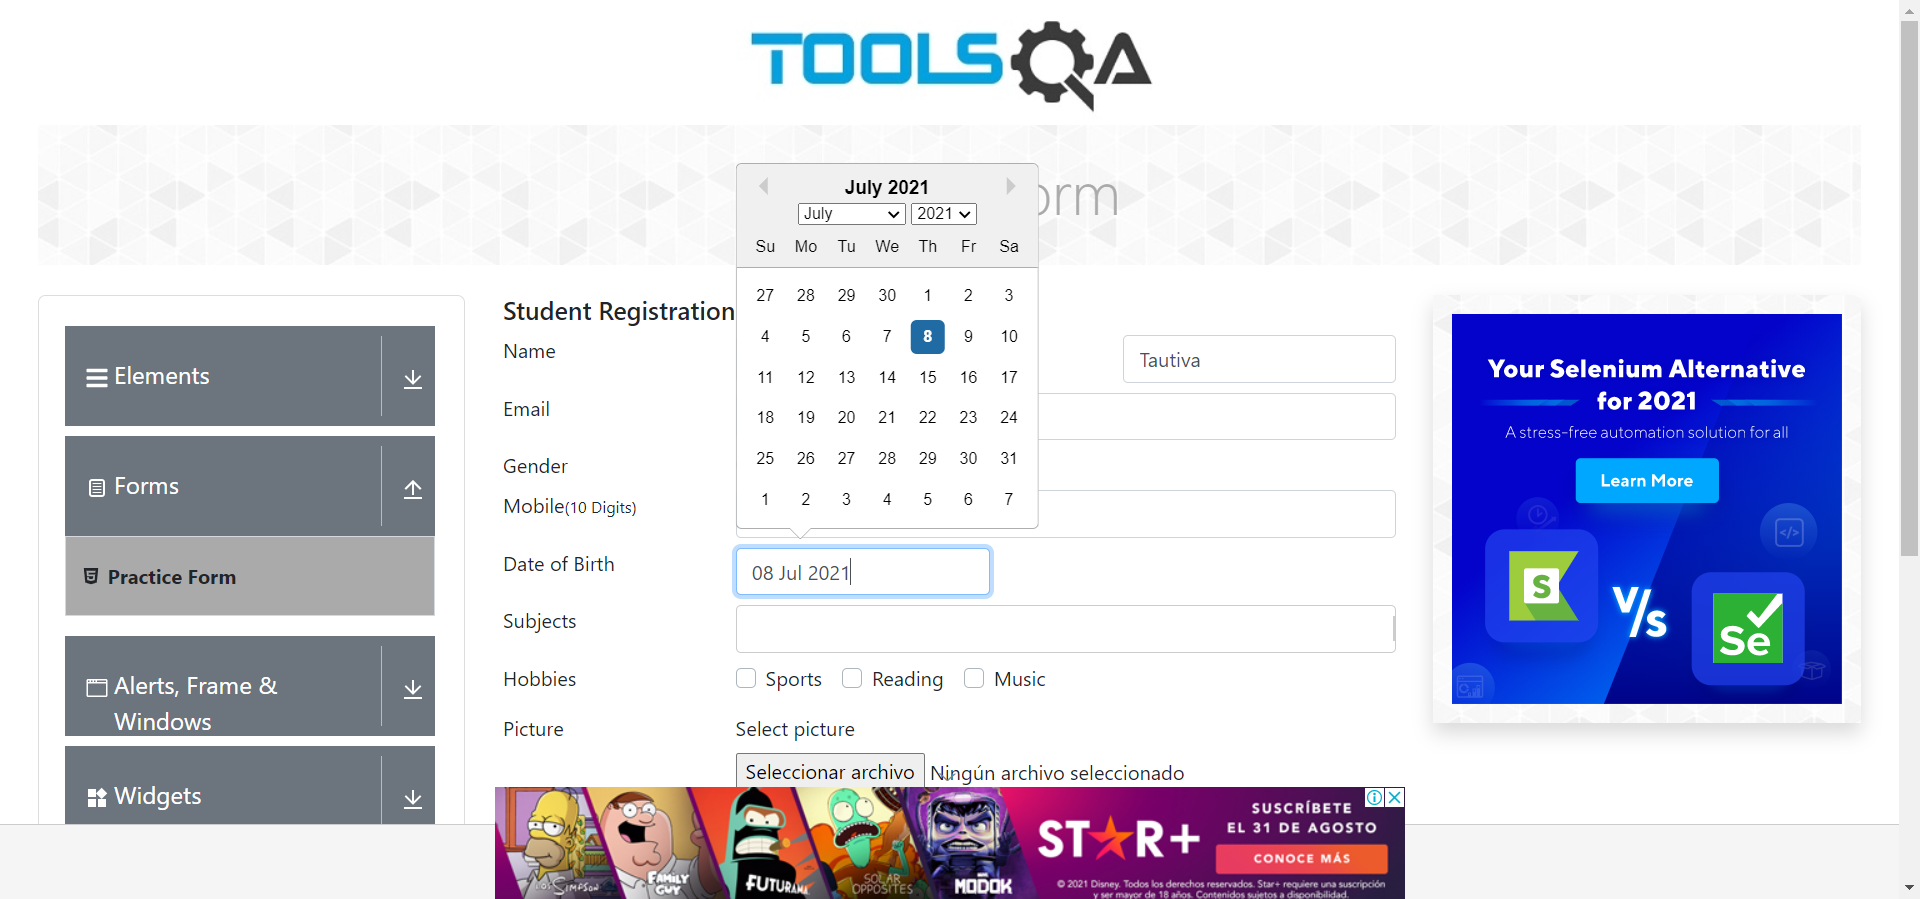 TOOLSQA
orm
July 2021
July 2021
Su Mo Tu We Th Fr Sa
27 28 29 30 1 2 3
4 5 6 7 8 9 10
11 12 13 14 15 16 17
18 19 20 21 22 23 24
25 26 27 28 29 30 31
1 2 3 4 5 6 7
Elements
Forms
Practice Form
Alerts, Frame &
Windows
Widgets
Student Registration
Name
Tautiva
Email
Gender
Mobile(10 Digits)
Date of Birth
08 Jul 2021
Subjects
Hobbies
Sports Reading Music
Picture
Select picture
Seleccionar archivo Ningún archivo seleccionado
Your Selenium Alternative
for 2021
A stress-free automation solution for all
Learn More
S
V/s
Se
LOS SIMPSON
FAMILY
GUY
FUTURAMA
SOLAR
OPPOSITES
MODOK
STAR+
SUSCRÍBETE
EL 31 DE AGOSTO
CONOCE MÁS
© 2021 Disney. Todos los derechos reservados. Star+ requiere una suscripción
y ser mayor de 18 años. Contenidos sujetos a disponibilidad.